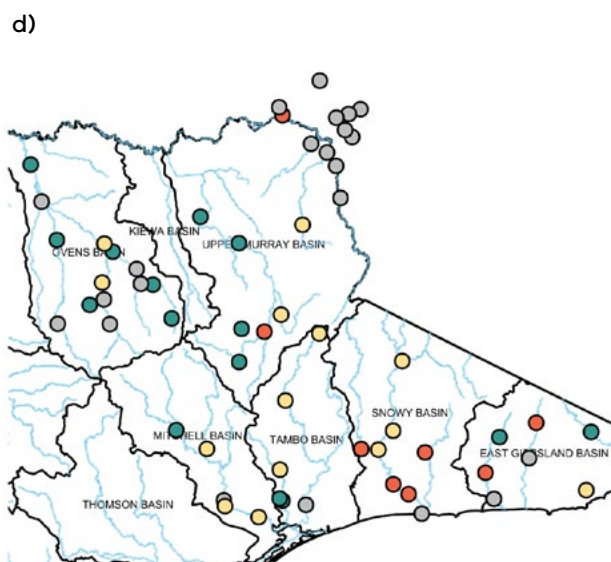 d)
KIEWA BASIN
UPPER MURRAY BASIN
OVENS BASIN
SNOWY BASIN
MITCHELL BASIN
TAMBO BASIN
EAST GIPPSLAND BASIN
THOMSON BASIN